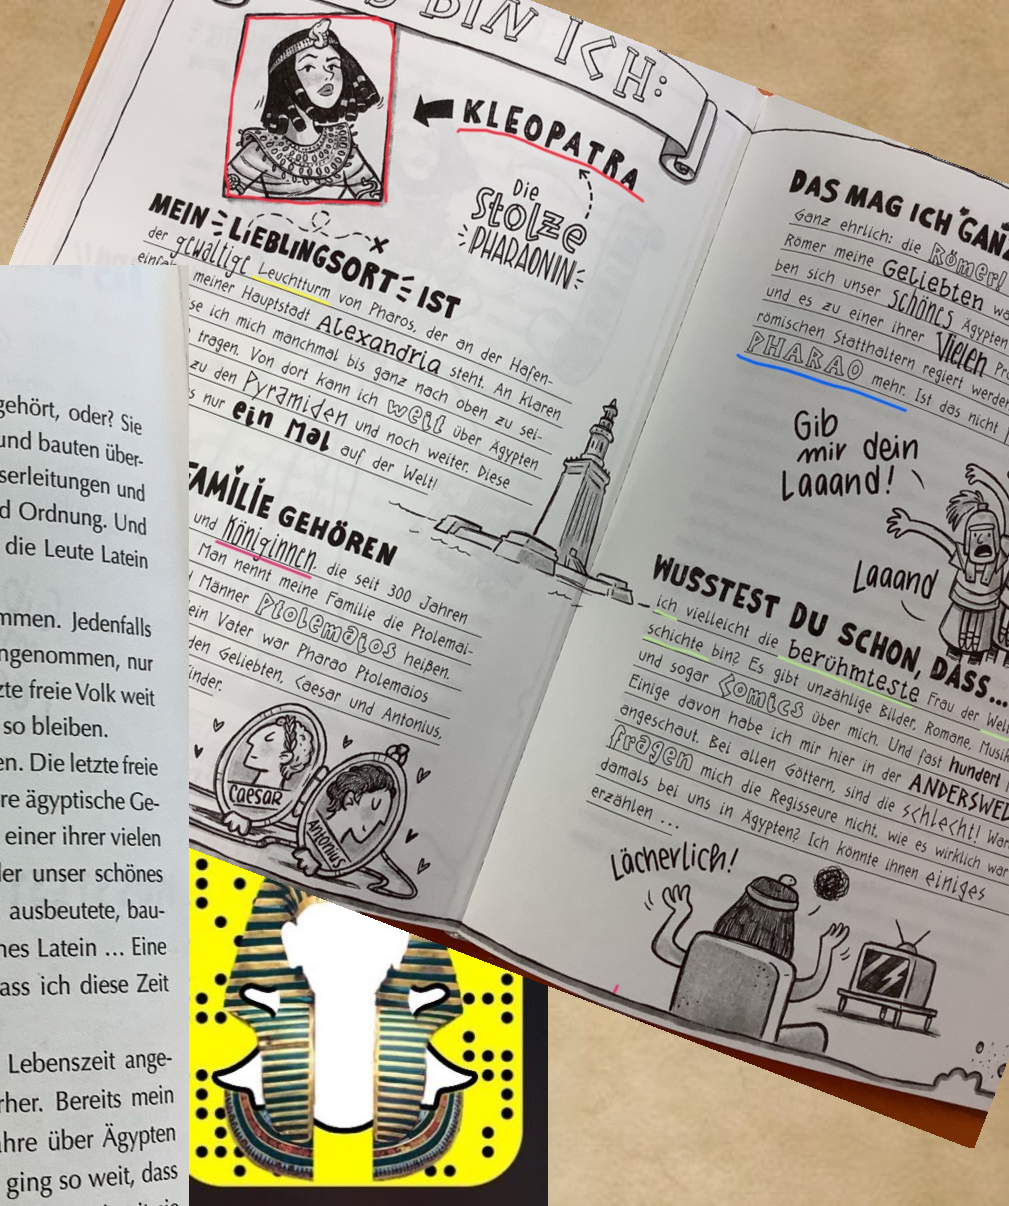 BIN ICH:
KLEOPATRA
Die
Stolze
PHARAONIN
MEIN LIEBLINGSORT IST
der gewaltige Leuchtturm von Pharos, der an der Hafen-
meiner Hauptstadt Alexandria steht. An klaren
se ich mich manchmal bis ganz nach oben zu sei-
tragen. Von dort kann ich weit über Ägypten
zu den Pyramiden und noch weiter. Diese
s nur ein Mal auf der Welt!
FAMILIE GEHÖREN
und Königinnen, die seit 300 Jahren
Man nennt meine Familie die Ptolemai-
Männer Ptolemaios heißen.
ein Vater war Pharao Ptolemaios
den Geliebten, Caesar und Antonius.
inder.
CAESAR
ANTONIUS
DAS MAG ICH GAN
Ganz ehrlich: die Römer!
Römer meine Geliebten wa
ben sich unser schönes Ägypten
und es zu einer ihrer Vielen Pro
römischen Statthaltern regiert werde
PHARAO mehr. Ist das nicht
Gib
mir dein
Laaand!
Laaand
WUSSTEST DU SCHON, DASS...
ich vielleicht die berühmteste Frau der Welt
schichte bin? Es gibt unzählige Bilder, Romane, Musik
und sogar Comics über mich. Und fast hundert
Einige davon habe ich mir hier in der ANDERSWEL
angeschaut. Bei allen Göttern, sind die schlecht! War
fragen mich die Regisseure nicht, wie es wirklich war
damals bei uns in Ägypten? Ich könnte ihnen einiges
erzählen ...
Lächerlich!
gehört, oder? Sie
und bauten über-
serleitungen und
d Ordnung. Und
die Leute Latein
mmen. Jedenfalls
ngenommen, nur
zte freie Volk weit
so bleiben.
en. Die letzte freie
re ägyptische Ge-
einer ihrer vielen
ler unser schönes
ausbeutete, bau-
nes Latein ... Eine
ass ich diese Zeit
Lebenszeit ange-
rher. Bereits mein
ahre über Ägypten
ging so weit, dass